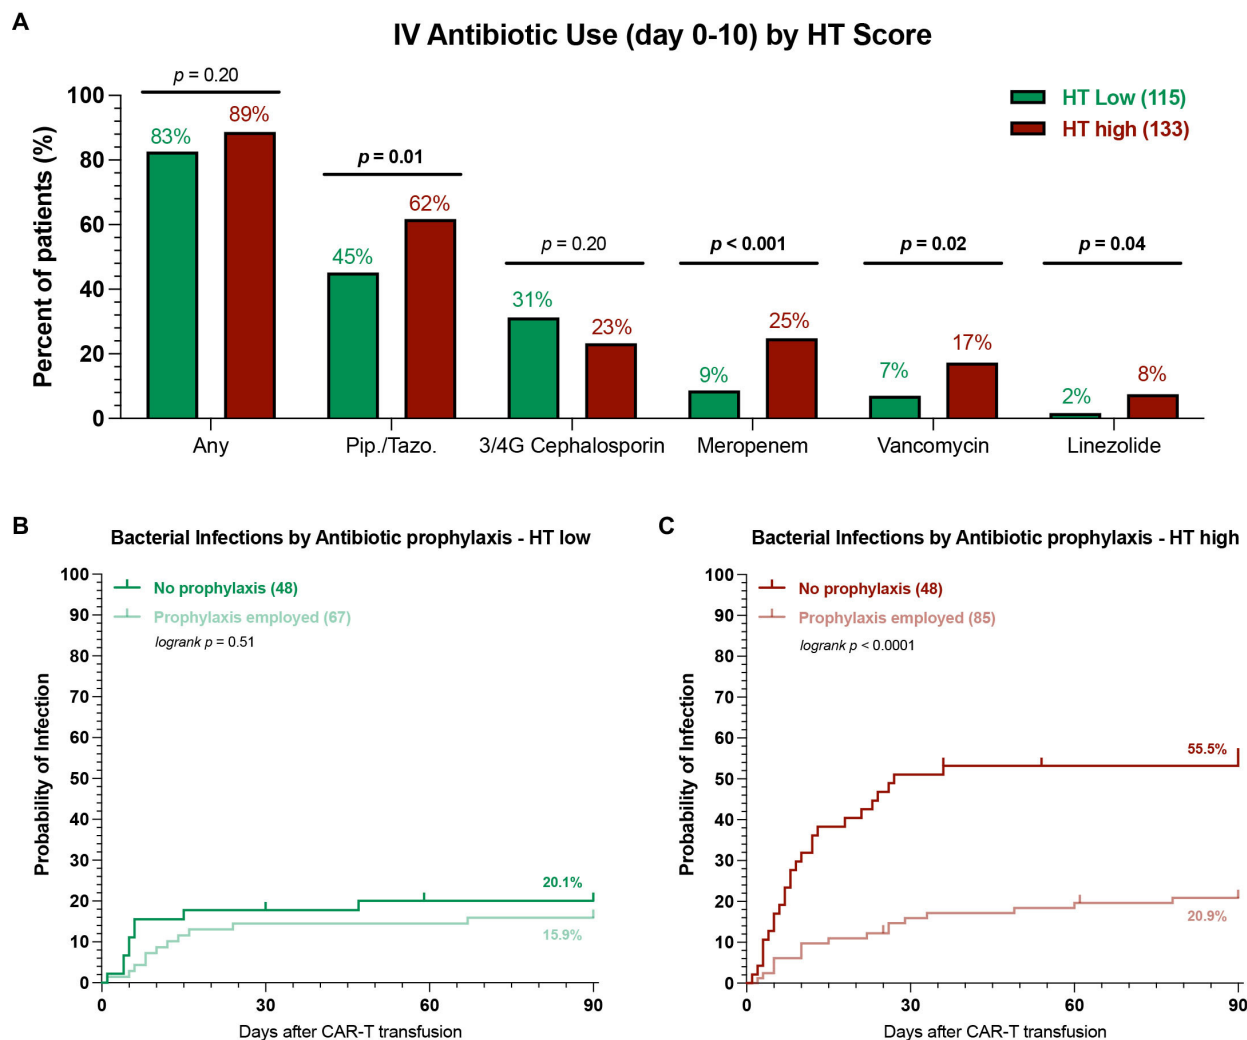 A
IV Antibiotic Use (day 0-10) by HT Score
p = 0.20
p = 0.01
p = 0.20
p < 0.001
p = 0.02
p = 0.04
HT Low (115)
HT high (133)
Percent of patients (%)
100
80
60
40
20
0
83%
89%
45%
62%
31%
23%
9%
25%
7%
17%
2%
8%
Any
Pip./Tazo.
3/4G Cephalosporin
Meropenem
Vancomycin
Linezolide
B
Bacterial Infections by Antibiotic prophylaxis - HT low
No prophylaxis (48)
Prophylaxis employed (67)
logrank p = 0.51
Probability of Infection
100
90
80
70
60
50
40
30
20
10
0
20.1%
15.9%
0
30
60
90
Days after CAR-T transfusion
C
Bacterial Infections by Antibiotic prophylaxis - HT high
No prophylaxis (48)
Prophylaxis employed (85)
logrank p < 0.0001
Probability of Infection
100
90
80
70
60
50
40
30
20
10
0
55.5%
20.9%
0
30
60
90
Days after CAR-T transfusion